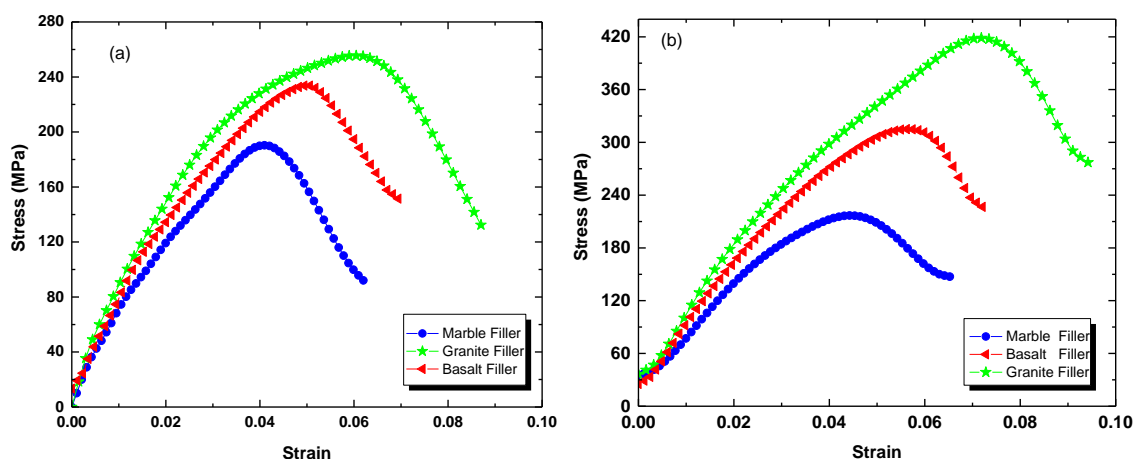 (a)
Stress (MPa)
280
240
200
160
120
80
40
0
0.00 0.02 0.04 0.06 0.08 0.10
Strain
Marble Filler
Granite Filler
Basalt Filler
(b)
Stress (MPa)
420
360
300
240
180
120
60
0
0.00 0.02 0.04 0.06 0.08 0.10
Strain
Marble Filler
Basalt Filler
Granite Filler